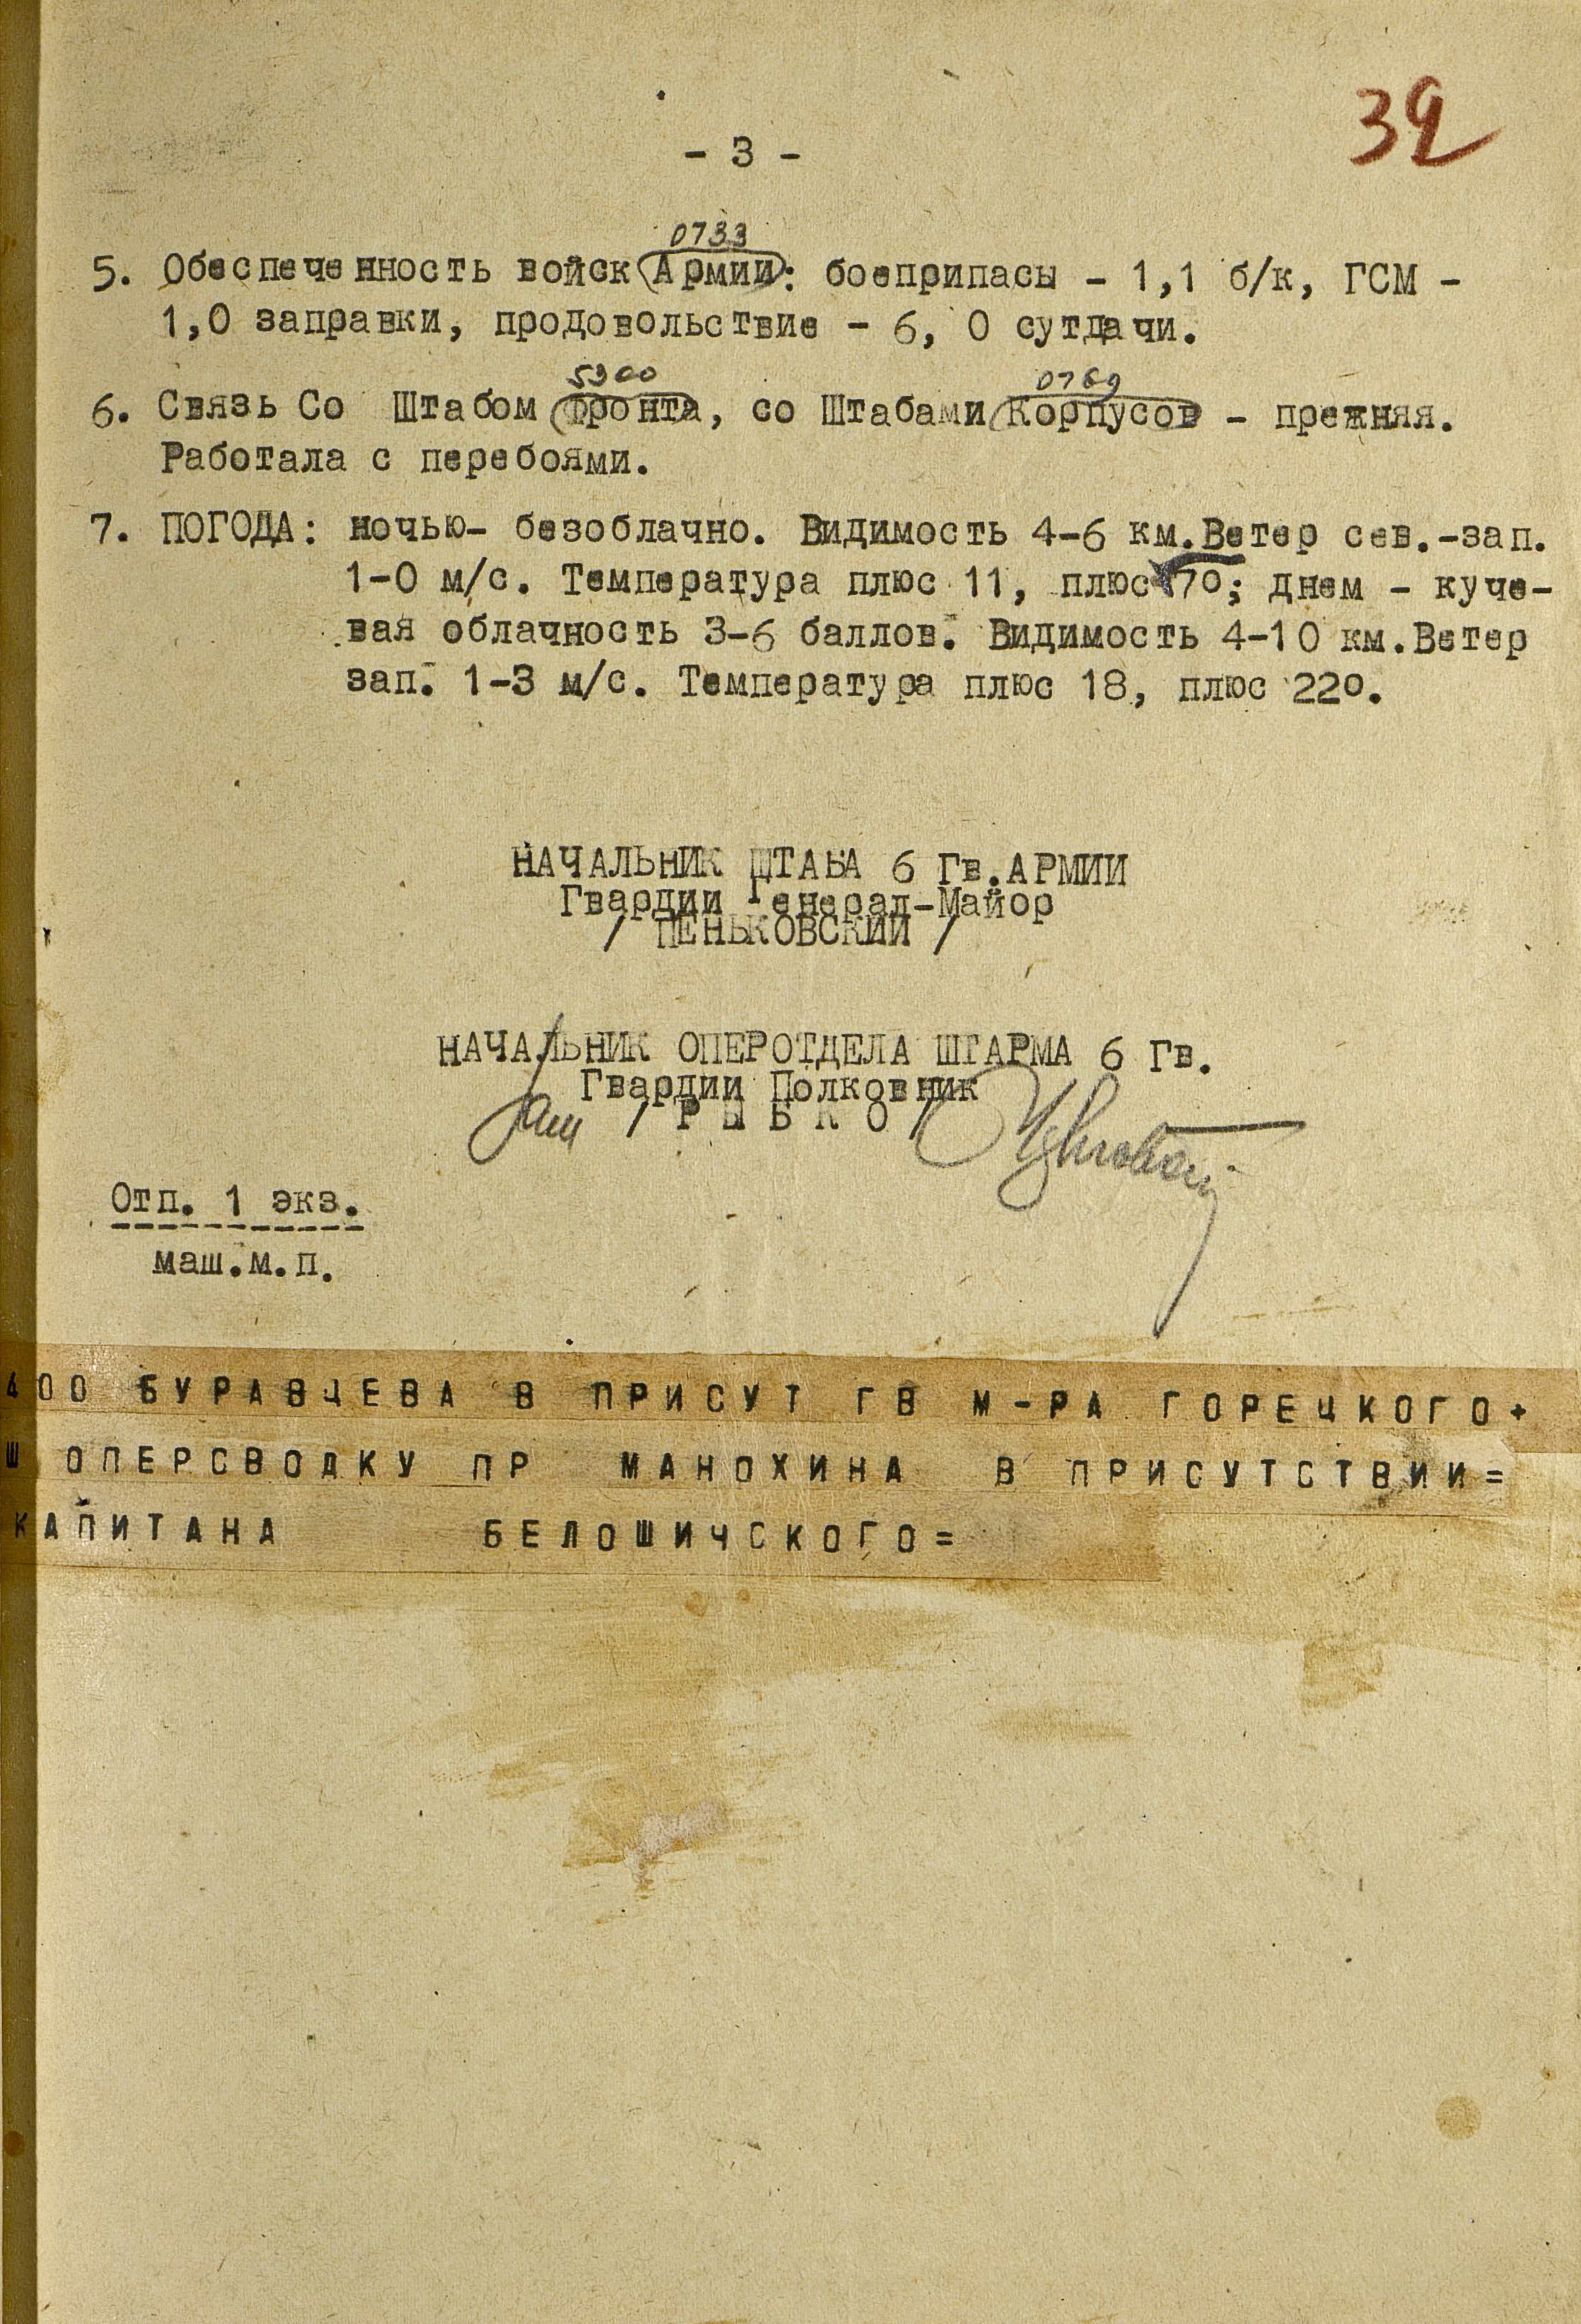 39
- 3 -
0733
5. Обеспеченность войск Армии: боеприпасы - 1,1 б/к, ГСМ -
1,0 заправки, продовольствие - 6, 0 сутдачи.
5900 0769
6. Связь Со Штабом Фронта, со Штабами Корпусов - прежняя.
Работала с перебоями.
7. ПОГОДА: ночью- безоблачно. Видимость 4-6 км.Ветер сев.-зап.
1-0 м/с. Температура плюс 11, плюс 7о; днем - куче-
вая облачность 3-6 баллов. Видимость 4-10 км.Ветер
зап. 1-3 м/с. Температура плюс 18, плюс 22о.
НАЧАЛЬНИК ШТАБА 6 Гв.АРМИИ
Гвардии Генерал-Майор
/ ПЕНЬКОВСКИЙ /
НАЧАЛЬНИК ОПЕРОТДЕЛА ШТАРМА 6 Гв.
Гвардии Полковник
/ Р Ы Б К О /
Отп. 1 экз.
маш.м.п.
400 БУРАВЦЕВА В ПРИСУТ ГВ М-РА ГОРЕЦКОГО+
Ш ОПЕРСВОДКУ ПР МАНОХИНА В ПРИСУТСТВИИ=
КАПИТАНА БЕЛОШИЧСКОГО=